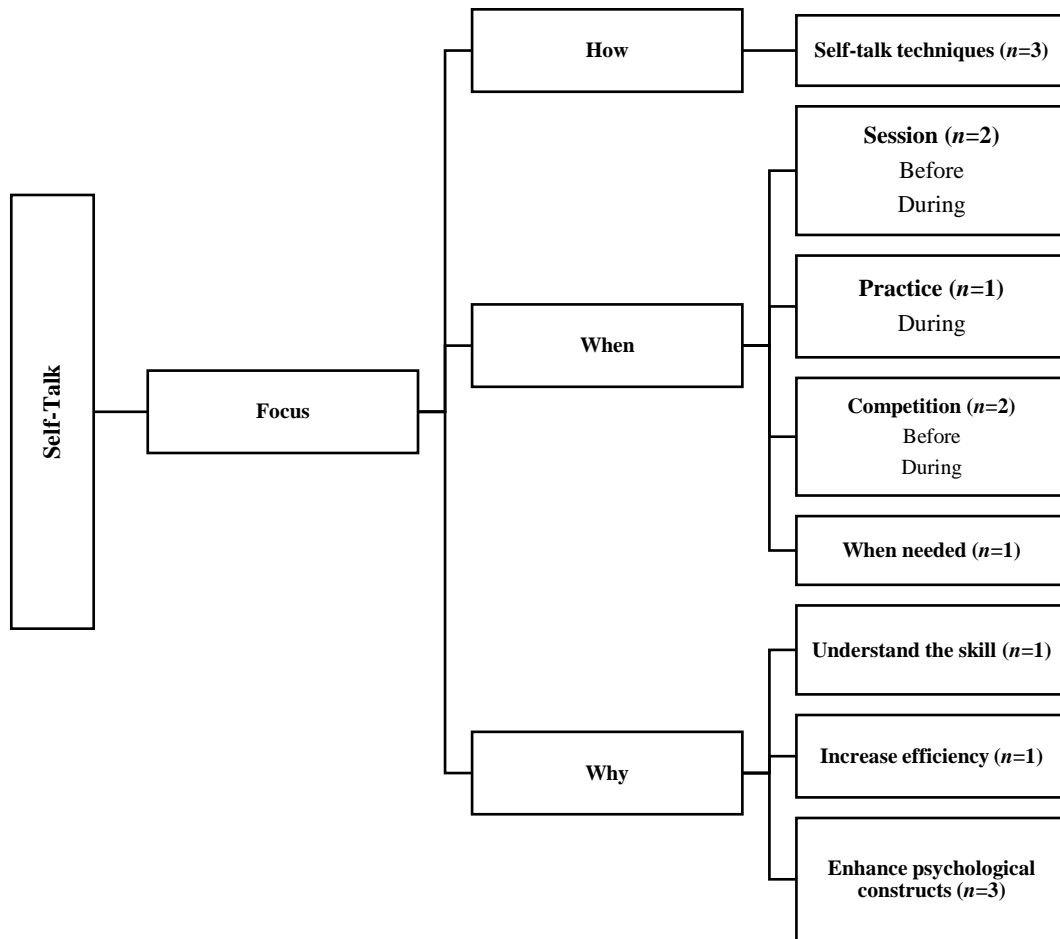 Self-Talk
Focus
How
Self-talk techniques (n=3)
When
Session (n=2)
Before
During
Practice (n=1)
During
Competition (n=2)
Before
During
When needed (n=1)
Why
Understand the skill (n=1)
Increase efficiency (n=1)
Enhance psychological
constructs (n=3)